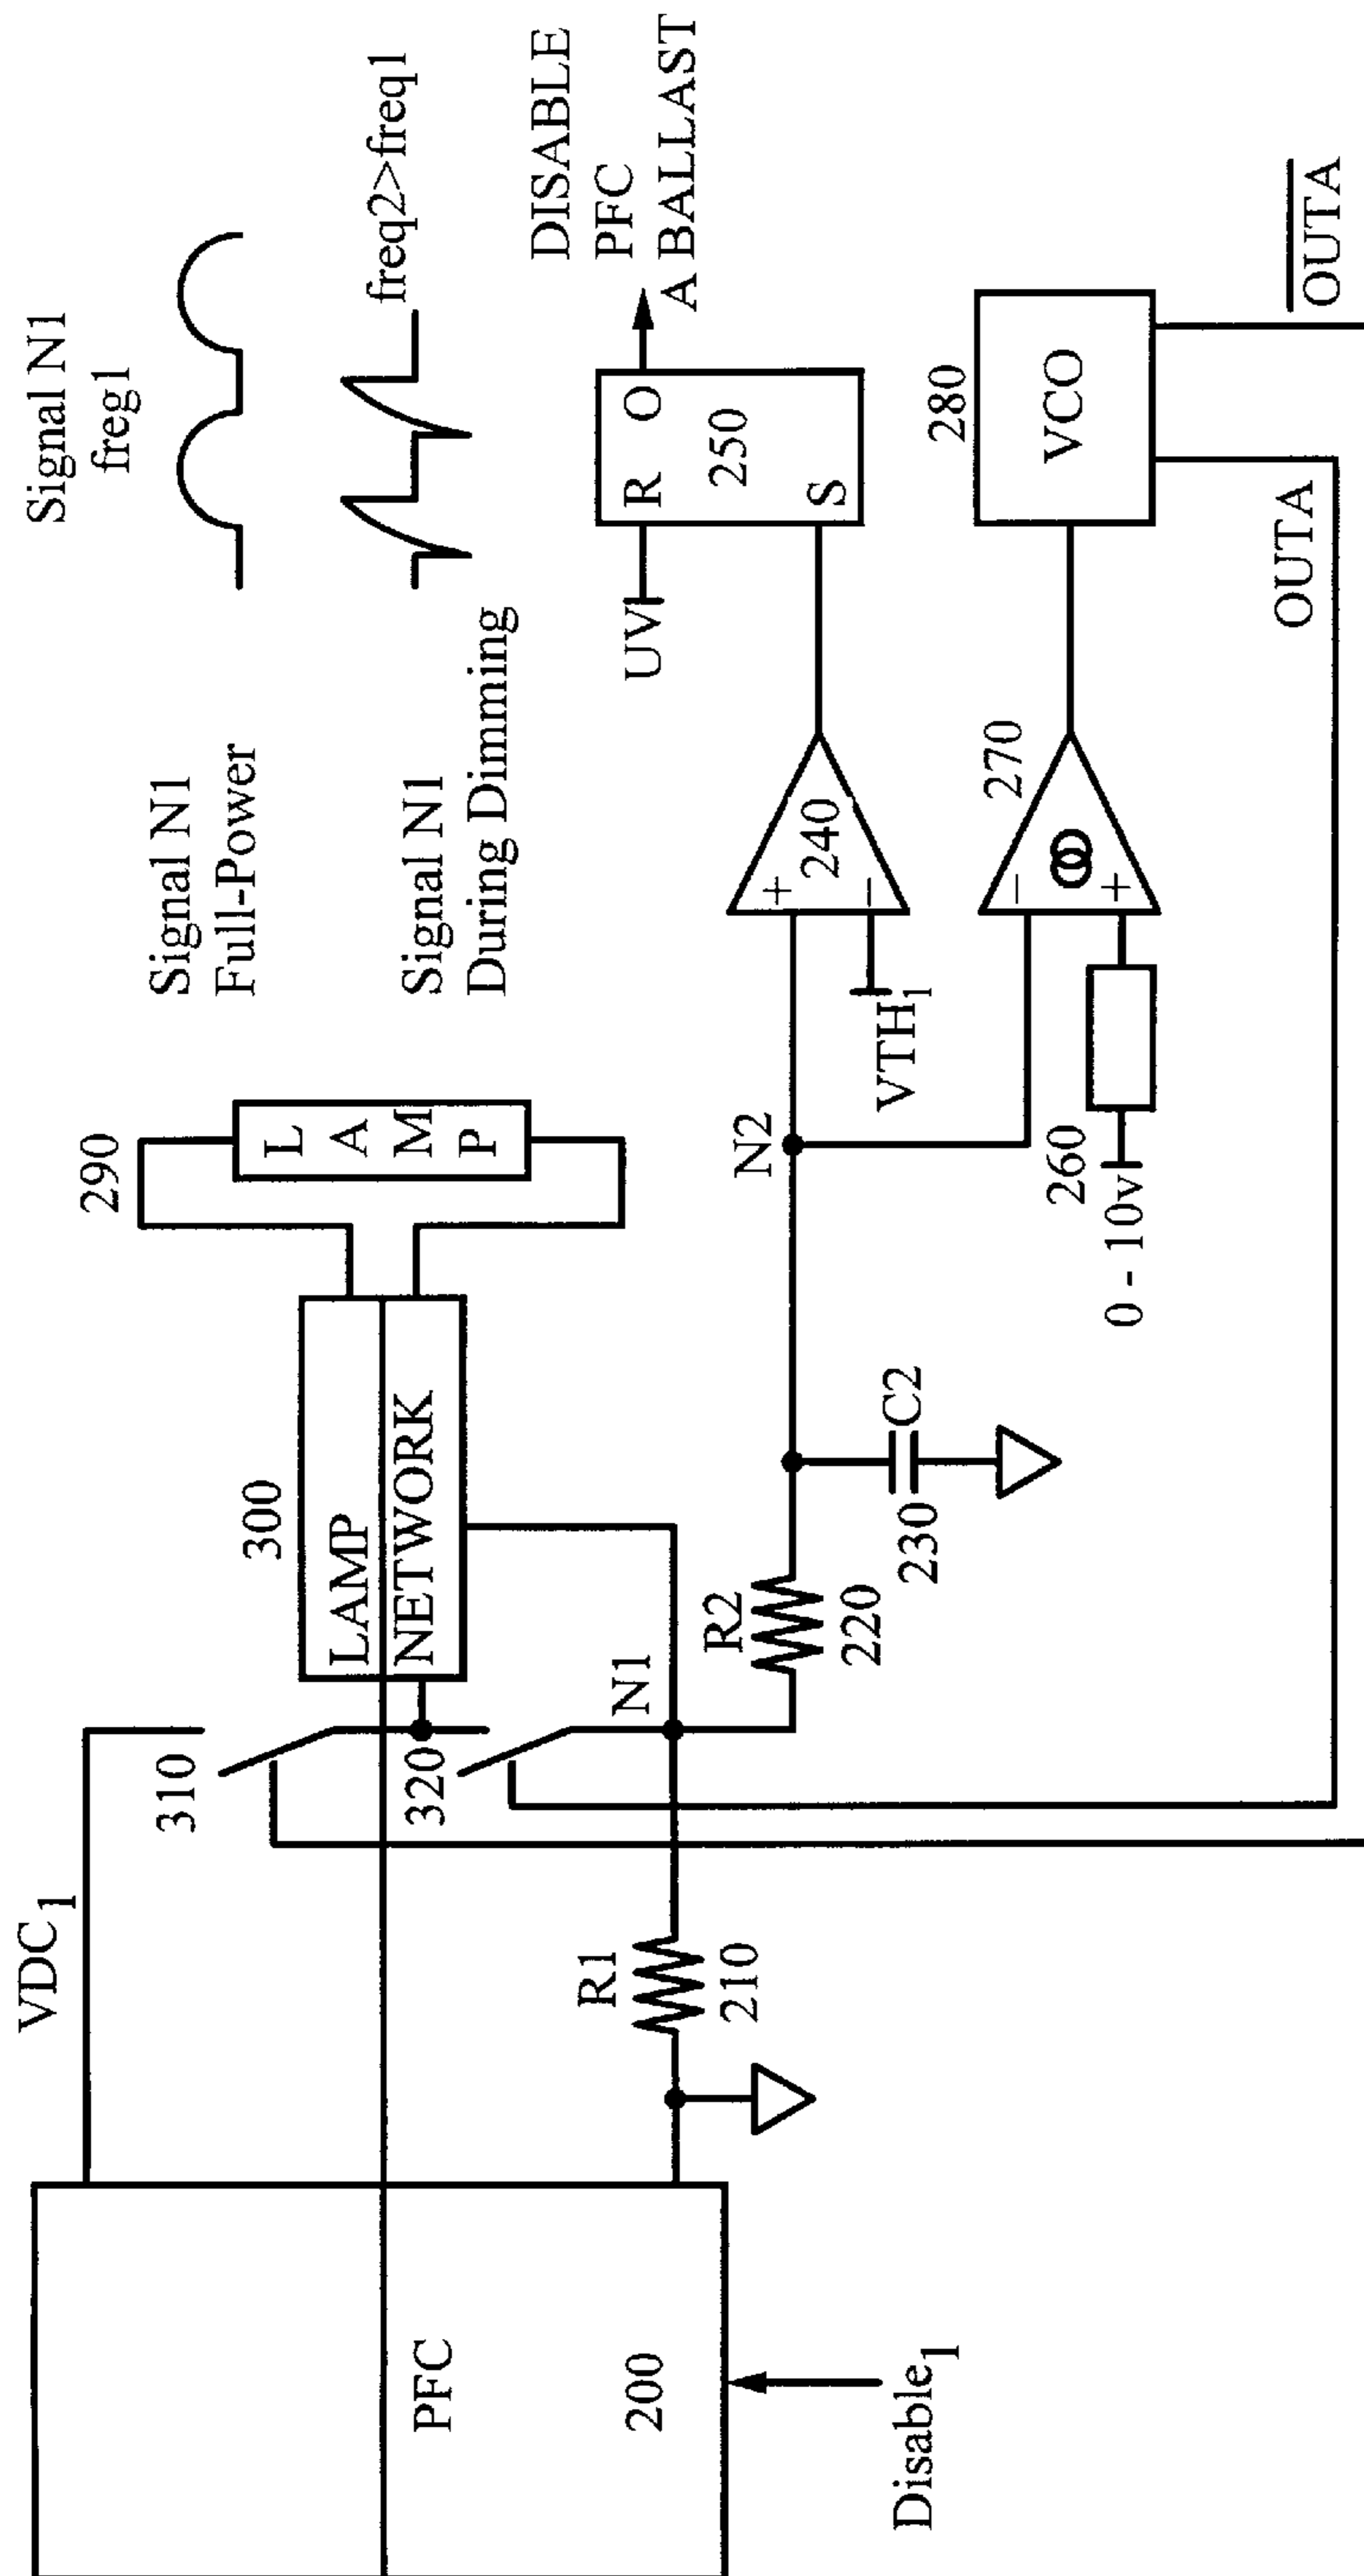 Signal N1
Full-Power
Signal N1
freg1
Signal N1
During Dimming
freq2>freq1
VDC1
310
320
300
LAMP
NETWORK
290
L
A
M
P
PFC
200
Disable1
R1
210
N1
R2
220
C2
230
N2
VTH1
+
−
240
UV
R O
250
S
DISABLE
PFC
A BALLAST
0 - 10v
260
−
+
270
280
VCO
OUTA
OUTA